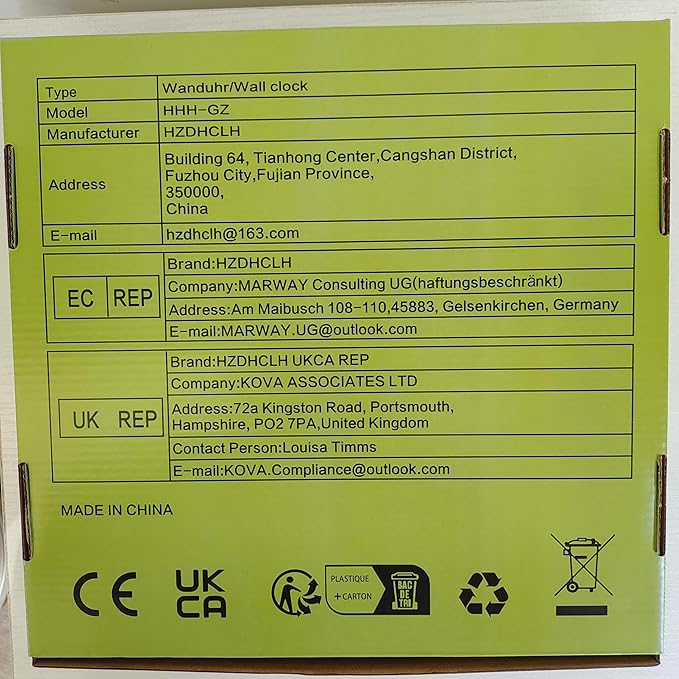 Type Wanduhr/Wall clock
Model HHH-GZ
Manufacturer HZDHCLH
Address Building 64, Tianhong Center,Cangshan District,
Fuzhou City,Fujian Province,
350000,
China
E-mail hzdhclh@163.com
EC REP
Brand:HZDHCLH
Company:MARWAY Consulting UG(haftungsbeschränkt)
Address:Am Maibusch 108-110,45883, Gelsenkirchen, Germany
E-mail:MARWAY.UG@outlook.com
UK REP
Brand:HZDHCLH UKCA REP
Company:KOVA ASSOCIATES LTD
Address:72a Kingston Road, Portsmouth,
Hampshire, PO2 7PA,United Kingdom
Contact Person:Louisa Timms
E-mail:KOVA.Compliance@outlook.com
MADE IN CHINA
CE
UK
CA
PLASTIQUE
+CARTON
BAC
DE
TRI